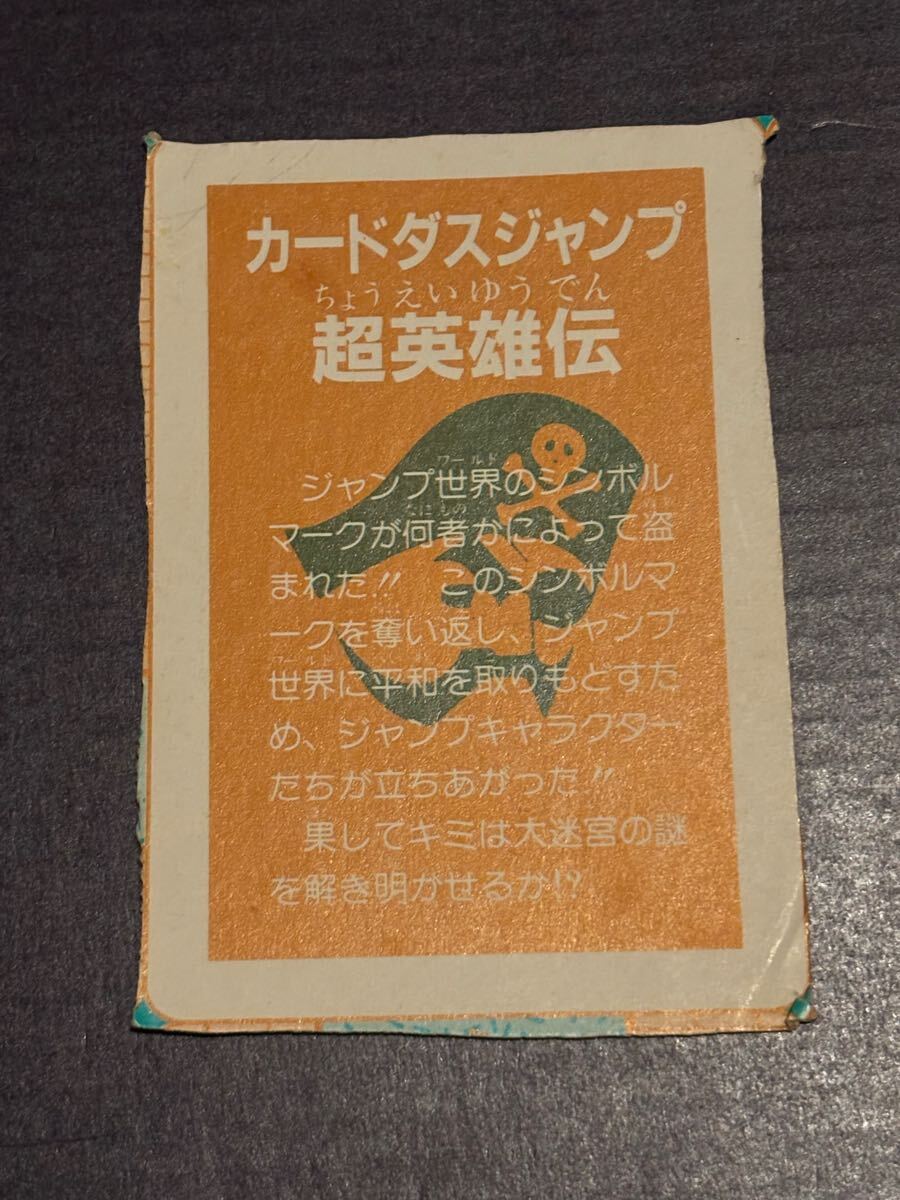 カードダスジャンプ
ちょうえいゆうでん
超英雄伝
ワールド
ジャンプ世界のシンボル
なにもの
マークが何者かによって盗
まれた!! このシンボルマ
ークを奪い返し、ジャンプ
ワールド
世界に平和を取りもどすた
め、ジャンプキャラクター
たちが立ちあがった!!
果してキミは大迷宮の謎
を解き明かせるか!?